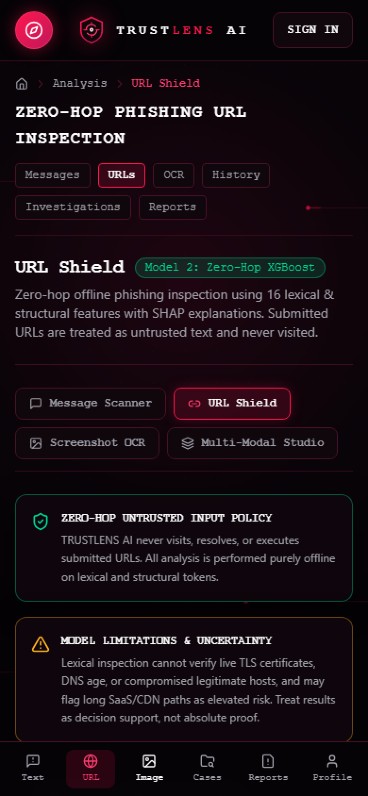 TRUSTLENS AI
SIGN IN
Analysis
URL Shield
ZERO-HOP PHISHING URL
INSPECTION
Messages
URLs
OCR
History
Investigations
Reports
URL Shield
Model 2: Zero-Hop XGBoost
Zero-hop offline phishing inspection using 16 lexical &
structural features with SHAP explanations. Submitted
URLs are treated as untrusted text and never visited.
Message Scanner
URL Shield
Screenshot OCR
Multi-Modal Studio
ZERO-HOP UNTRUSTED INPUT POLICY
TRUSTLENS AI never visits, resolves, or executes
submitted URLs. All analysis is performed purely offline
on lexical and structural tokens.
MODEL LIMITATIONS & UNCERTAINTY
Lexical inspection cannot verify live TLS certificates,
DNS age, or compromised legitimate hosts, and may
flag long SaaS/CDN paths as elevated risk. Treat results
as decision support, not absolute proof.
Text
URL
Image
Cases
Reports
Profile